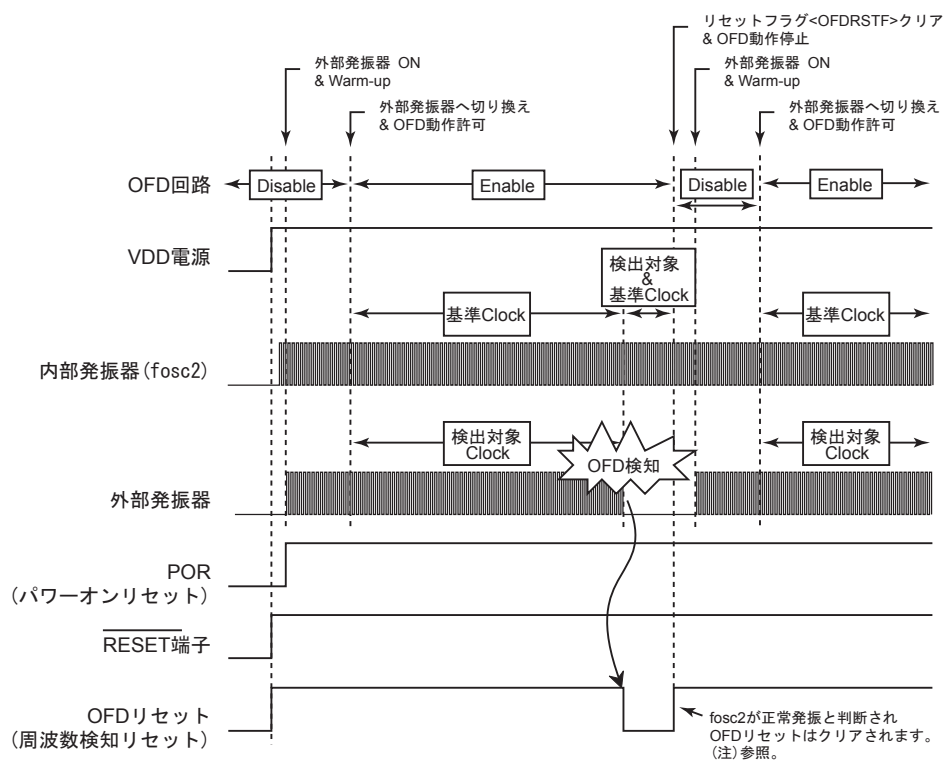 リセットフラグ<OFDRSTF>クリア
& OFD動作停止
外部発振器 ON
& Warm-up
外部発振器 ON
& Warm-up
外部発振器へ切り換え
& OFD動作許可
外部発振器へ切り換え
& OFD動作許可
OFD回路
Disable
Enable
Disable
Enable
VDD電源
検出対象
&
基準Clock
基準Clock
基準Clock
内部発振器(fosc2)
検出対象
Clock
検出対象
Clock
OFD検知
外部発振器
POR
(パワーオンリセット)
RESET端子
OFDリセット
(周波数検知リセット)
fosc2が正常発振と判断され
OFDリセットはクリアされます。
(注)参照。